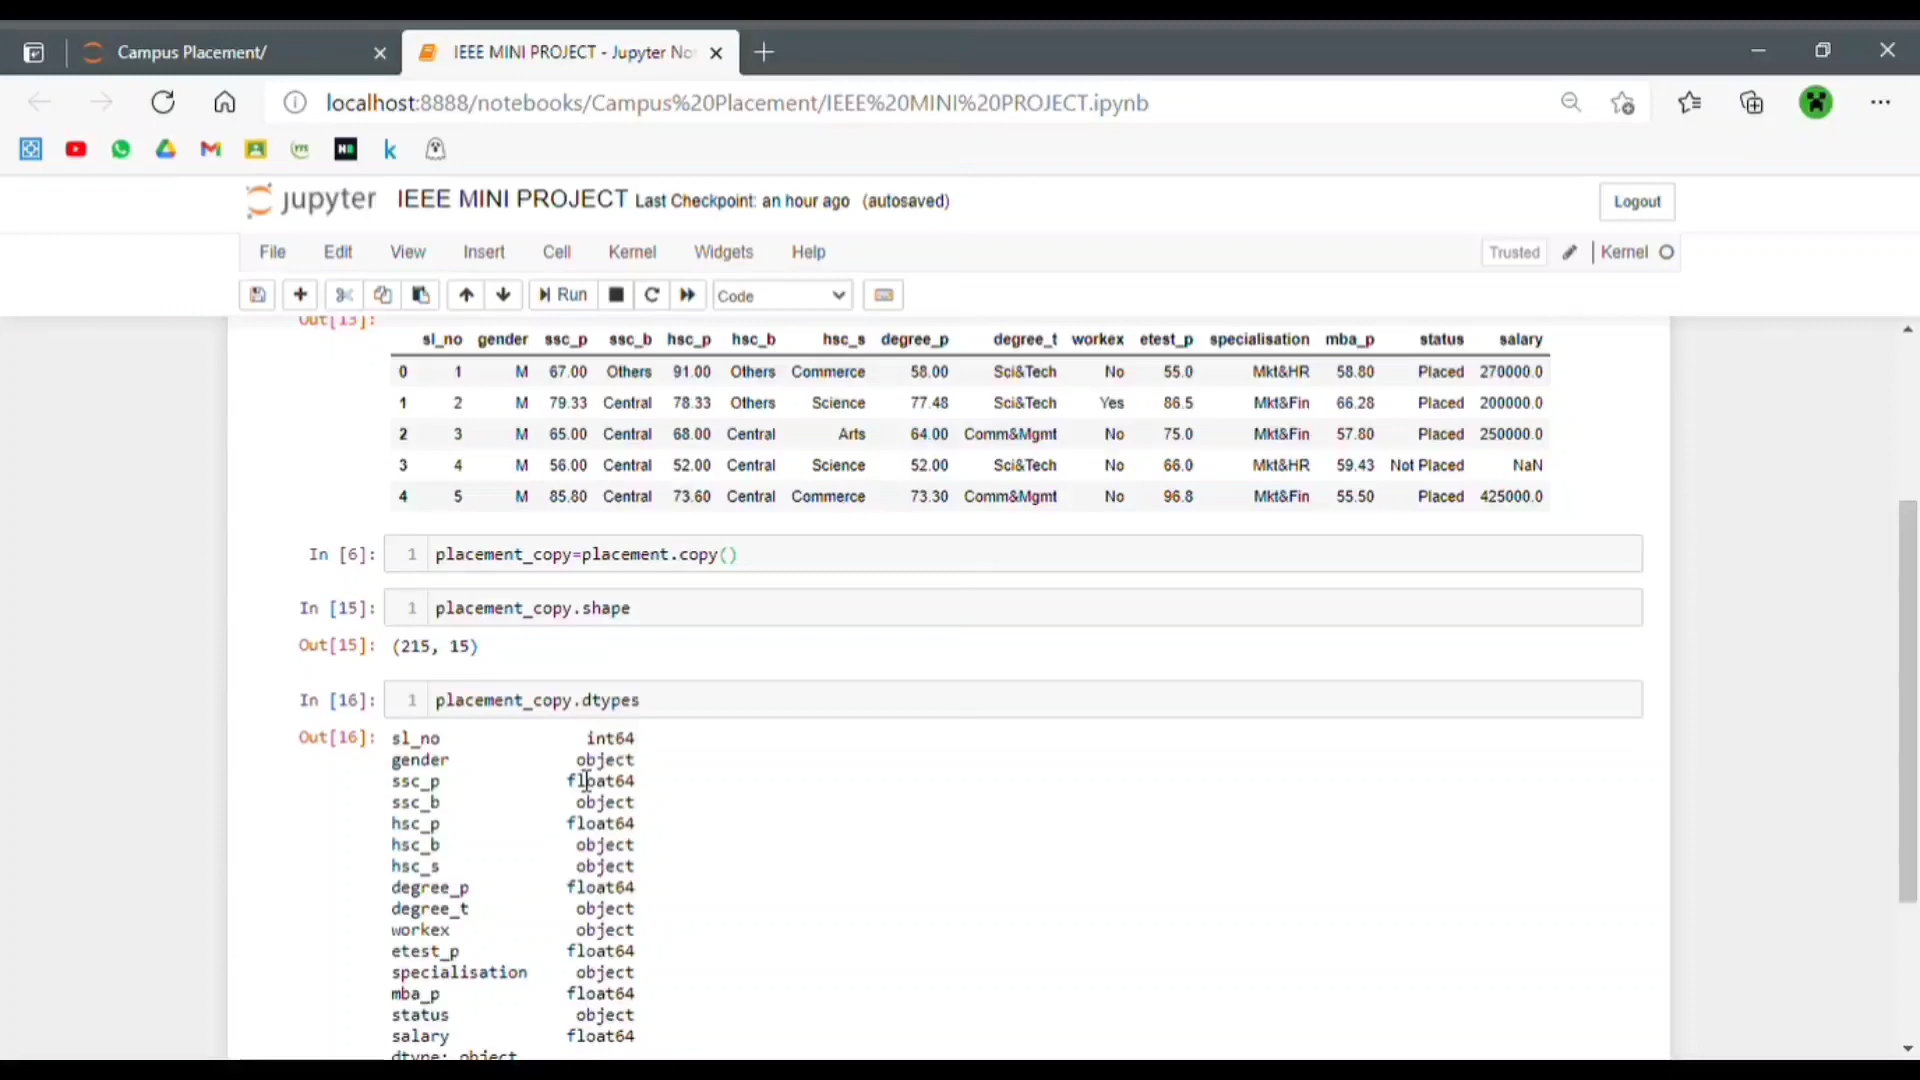 Campus Placement/
IEEE MINI PROJECT - Jupyter No
localhost:8888/notebooks/Campus%20Placement/IEEE%20MINI%20PROJECT.ipynb
jupyter IEEE MINI PROJECT Last Checkpoint: an hour ago (autosaved)
Logout
File Edit View Insert Cell Kernel Widgets Help
Trusted Kernel
Run Code
Out[13]:
sl_no gender ssc_p ssc_b hsc_p hsc_b hsc_s degree_p degree_t workex etest_p specialisation mba_p status salary
0 1 M 67.00 Others 91.00 Others Commerce 58.00 Sci&Tech No 55.0 Mkt&HR 58.80 Placed 270000.0
1 2 M 79.33 Central 78.33 Others Science 77.48 Sci&Tech Yes 86.5 Mkt&Fin 66.28 Placed 200000.0
2 3 M 65.00 Central 68.00 Central Arts 64.00 Comm&Mgmt No 75.0 Mkt&Fin 57.80 Placed 250000.0
3 4 M 56.00 Central 52.00 Central Science 52.00 Sci&Tech No 66.0 Mkt&HR 59.43 Not Placed NaN
4 5 M 85.80 Central 73.60 Central Commerce 73.30 Comm&Mgmt No 96.8 Mkt&Fin 55.50 Placed 425000.0
In [6]: 1 placement_copy=placement.copy()
In [15]: 1 placement_copy.shape
Out[15]: (215, 15)
In [16]: 1 placement_copy.dtypes
Out[16]: sl_no int64
gender object
ssc_p float64
ssc_b object
hsc_p float64
hsc_b object
hsc_s object
degree_p float64
degree_t object
workex object
etest_p float64
specialisation object
mba_p float64
status object
salary float64
dtype: object